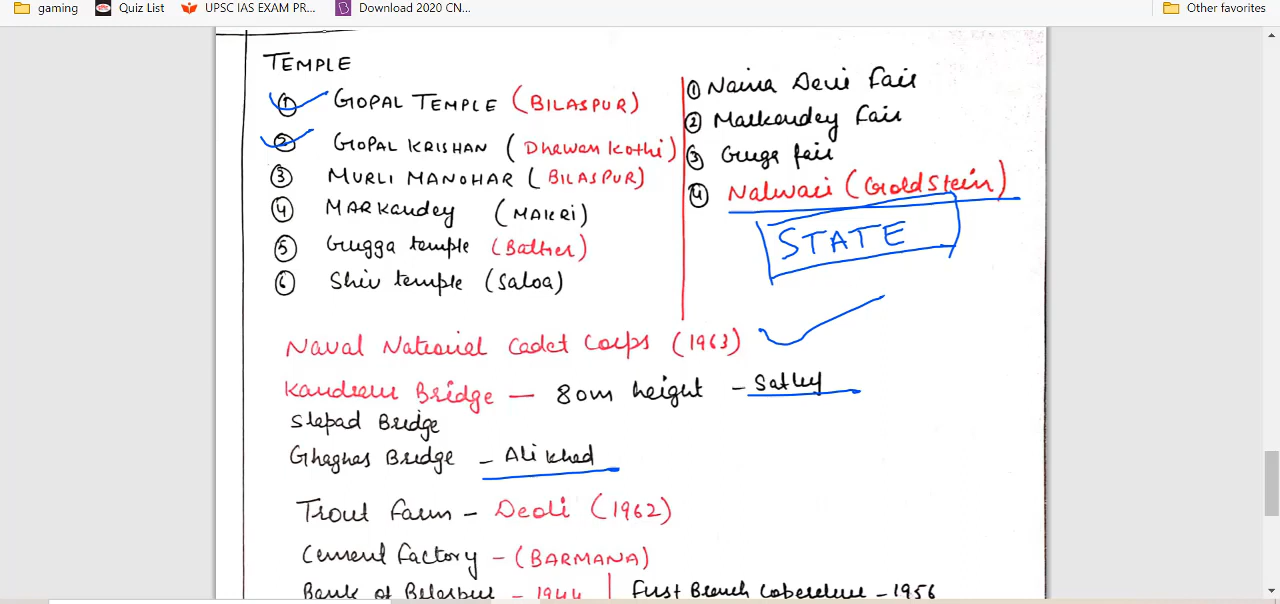 gaming Quiz List UPSC IAS EXAM PR... Download 2020 CN... Other favorites
TEMPLE
① GOPAL TEMPLE (BILASPUR)
② GOPAL KRISHAN (Dhawan Kothi)
③ MURLI MANOHAR (BILASPUR)
④ MARKandey (MAKRI)
⑤ Gugga temple (Bathier)
⑥ Shiv temple (Saloa)
① Naina Devi Fair
② Markandey Fair
③ Guga fair
④ Nalwari (GoldStein)
STATE
Naval National Cadet Corps (1963)
Kandraur Bridge — 80m height - Satluj
Slapad Bridge
Ghaghas Bridge - Ali Khad
Trout Farm - Deoli (1962)
Cement factory - (BARMANA)
Bank of Bilaspur - 1944 | First Branch - 1956